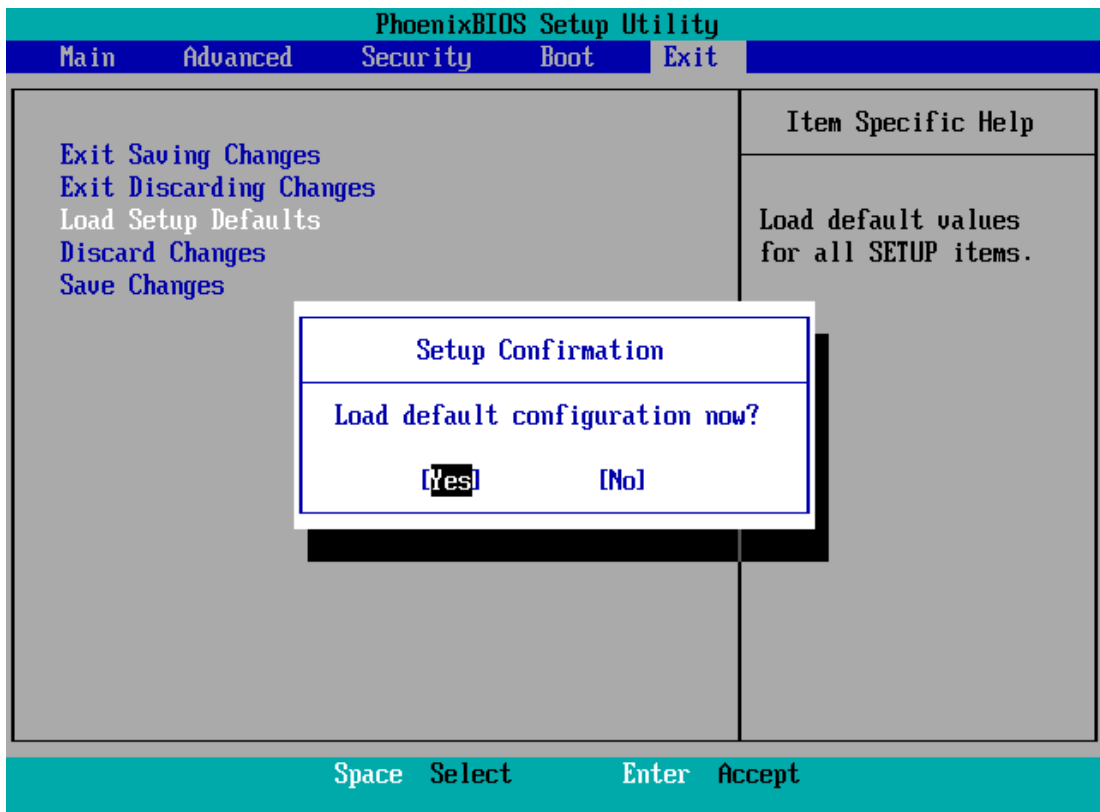 PhoenixBIOS Setup Utility
Main Advanced Security Boot Exit
Exit Saving Changes
Exit Discarding Changes
Load Setup Defaults
Discard Changes
Save Changes
Item Specific Help
Load default values
for all SETUP items.
Setup Confirmation
Load default configuration now?
[Yes] [No]
Space Select Enter Accept